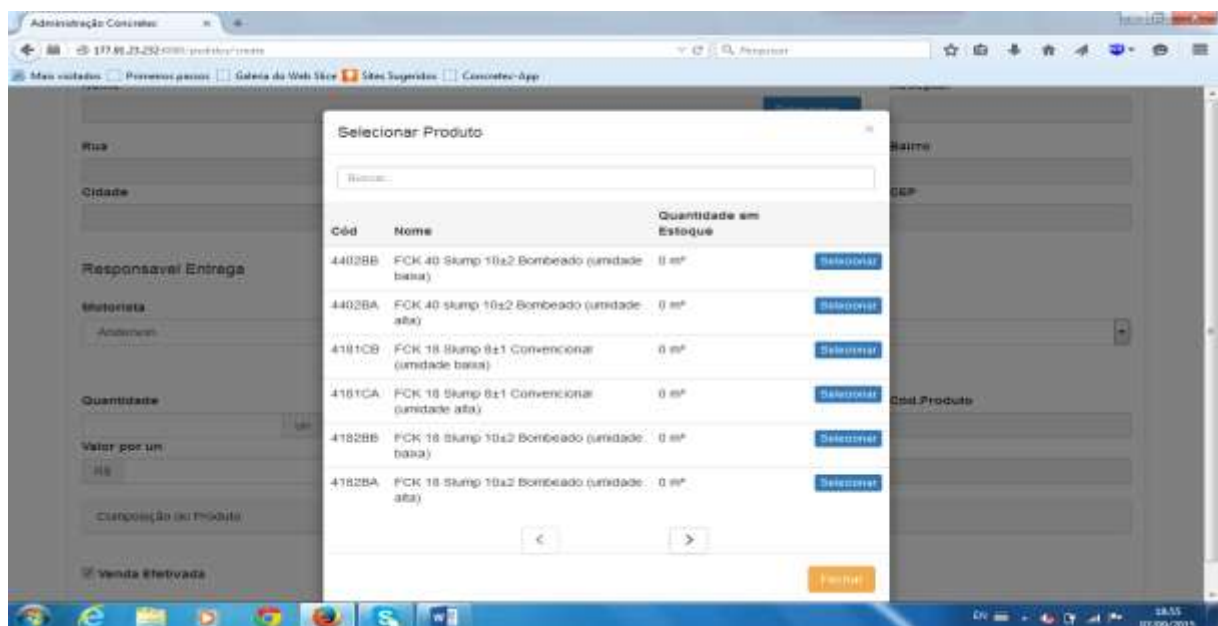 Administração Concretec
Mais visitados Primeiros passos Galeria do Web Slice Sites Sugeridos Concretec-App
Selecionar Produto
Rua
Bairro
Buscar...
Cidade
CEP
Cód Nome Quantidade em
Estoque
Responsavel Entrega
4402BB FCK 40 Slump 10±2 Bombeado (umidade 0 m³ Selecionar
baixa)
Motorista
4402BA FCK 40 slump 10±2 Bombeado (umidade 0 m³ Selecionar
alta)
Anderson
4181CB FCK 18 Slump 8±1 Convencional 0 m³ Selecionar
(umidade baixa)
4181CA FCK 18 Slump 8±1 Convencional 0 m³ Selecionar
(umidade alta)
Quantidade
Cód.Produto
un
4182BB FCK 18 Slump 10±2 Bombeado (umidade 0 m³ Selecionar
baixa)
Valor por un
R$
4182BA FCK 18 Slump 10±2 Bombeado (umidade 0 m³ Selecionar
alta)
Composição do Produto
< >
Venda Efetivada
Fechar
EN 18:55